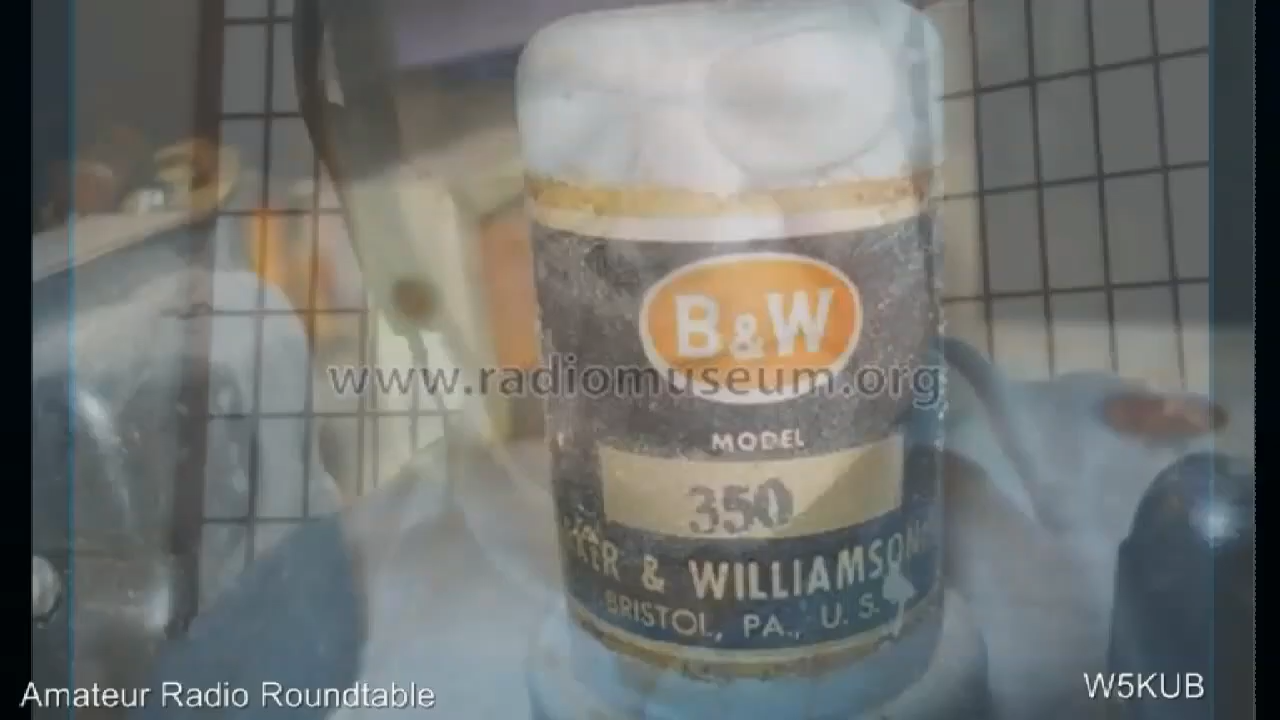 B&W
www.radiomuseum.org
MODEL
350
& WILLIAMSON
BRISTOL, PA., U. S.
Amateur Radio Roundtable
W5KUB